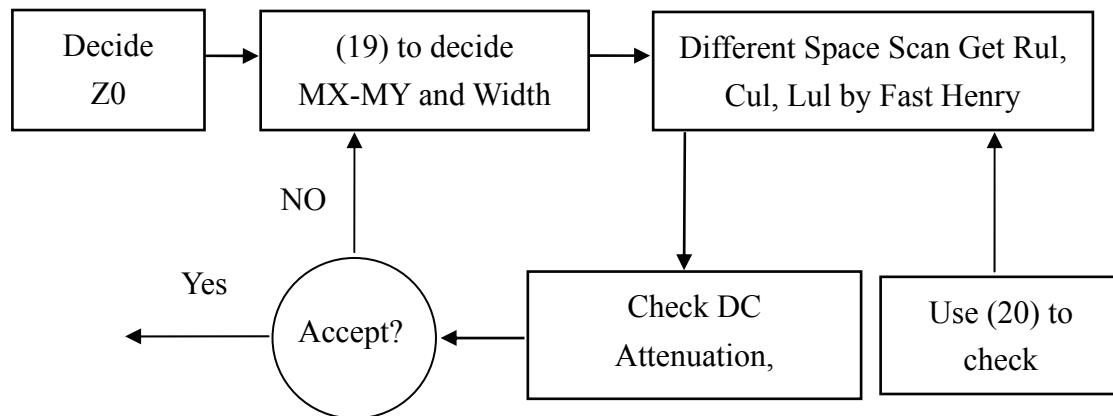 Decide
Z0
(19) to decide
MX-MY and Width
Different Space Scan Get Rul,
Cul, Lul by Fast Henry
NO
Yes
Accept?
Check DC
Attenuation,
Use (20) to
check